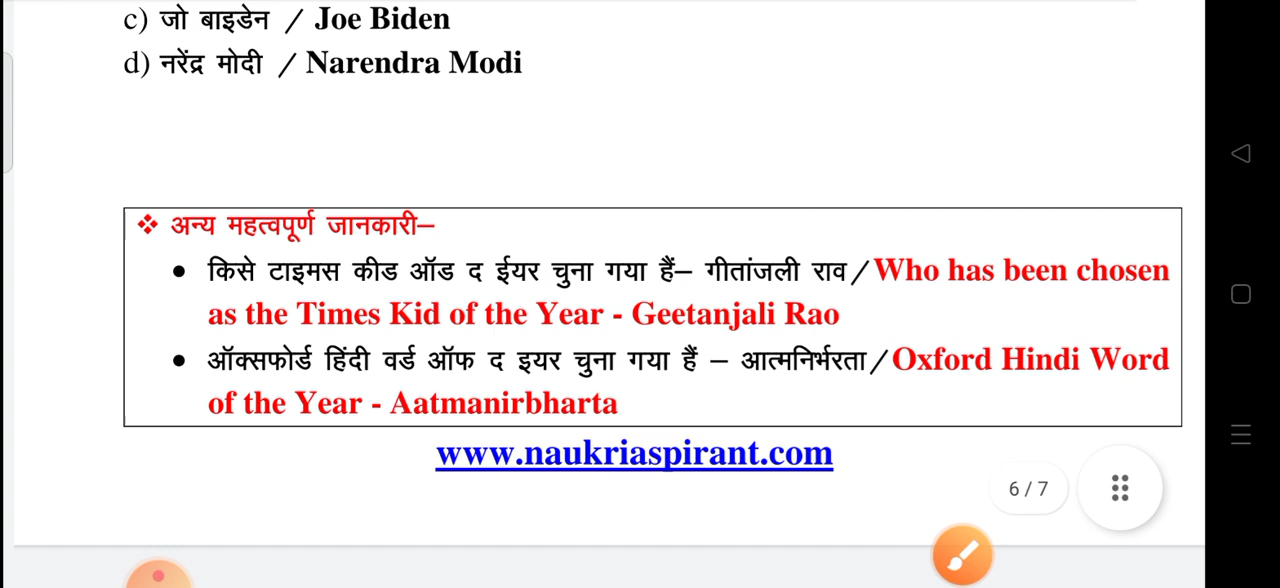 c) जो बाइडेन / Joe Biden
d) नरेंद्र मोदी / Narendra Modi
❖ अन्य महत्वपूर्ण जानकारी–
• किसे टाइमस कीड ऑड द ईयर चुना गया हैं– गीतांजली राव/Who has been chosen
as the Times Kid of the Year - Geetanjali Rao
• ऑक्सफोर्ड हिंदी वर्ड ऑफ द इयर चुना गया हैं – आत्मनिर्भरता/Oxford Hindi Word
of the Year - Aatmanirbharta
www.naukriaspirant.com
6 / 7